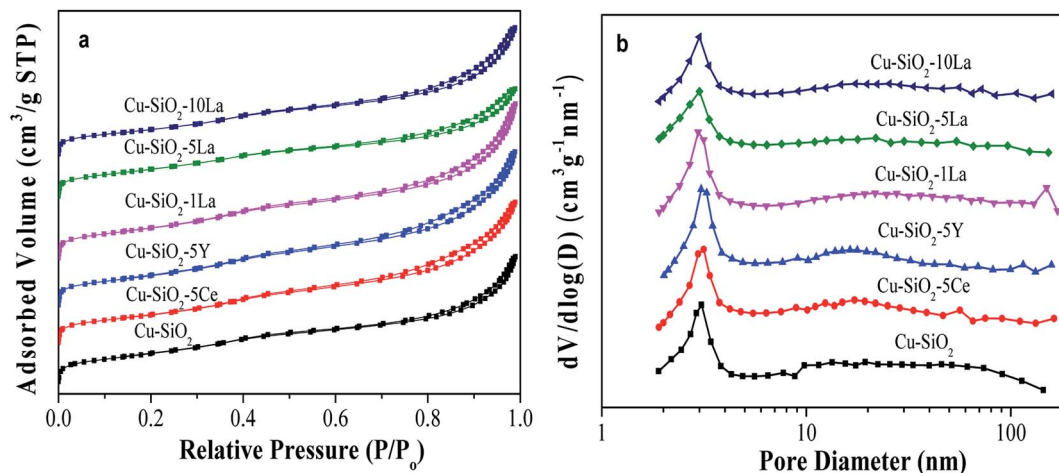 a
Adsorbed Volume (cm³/g STP)
Cu-SiO₂-10La
Cu-SiO₂-5La
Cu-SiO₂-1La
Cu-SiO₂-5Y
Cu-SiO₂-5Ce
Cu-SiO₂
0.0 0.2 0.4 0.6 0.8 1.0
Relative Pressure (P/Pₒ)
b
dV/dlog(D) (cm³g⁻¹nm⁻¹)
Cu-SiO₂-10La
Cu-SiO₂-5La
Cu-SiO₂-1La
Cu-SiO₂-5Y
Cu-SiO₂-5Ce
Cu-SiO₂
1 10 100
Pore Diameter (nm)